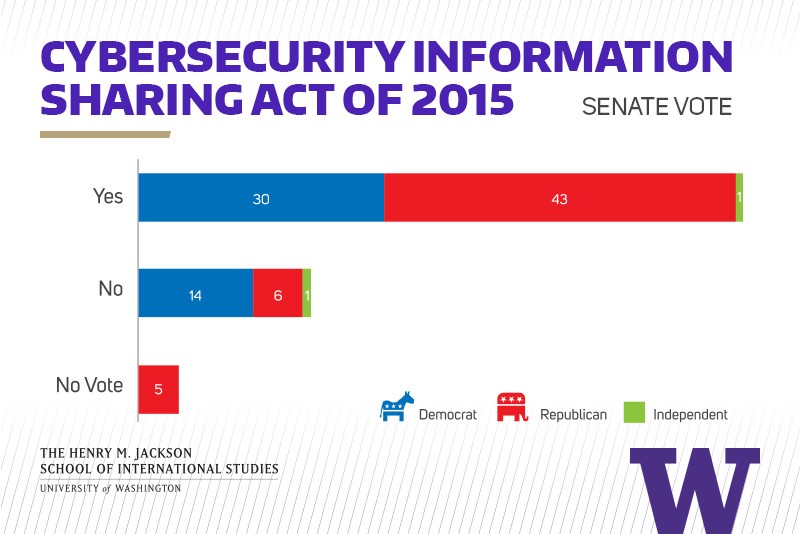 CYBERSECURITY INFORMATION
SHARING ACT OF 2015
SENATE VOTE
Yes
30
43
1
No
14
6
1
No Vote
5
Democrat
Republican
Independent
THE HENRY M. JACKSON
SCHOOL OF INTERNATIONAL STUDIES
UNIVERSITY of WASHINGTON
W